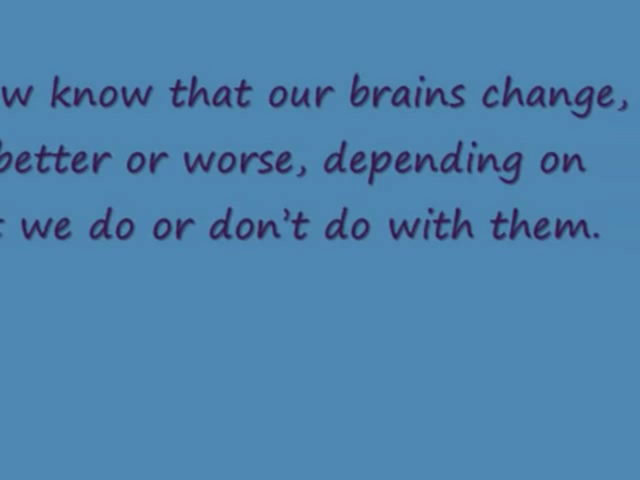 w know that our brains change,
better or worse, depending on
we do or don't do with them.